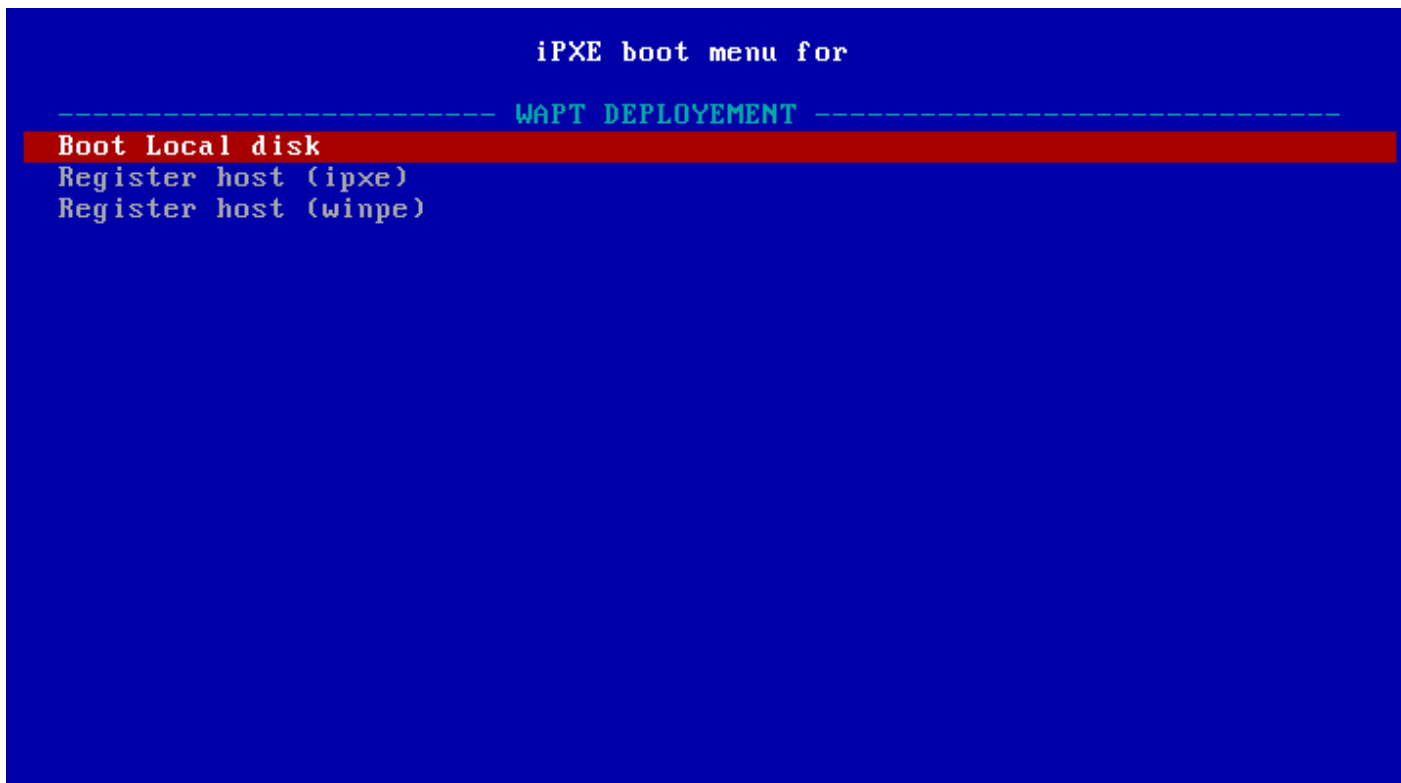 iPXE boot menu for
------------------------- WAPT DEPLOYEMENT ------------------------------
Boot Local disk
Register host (ipxe)
Register host (winpe)